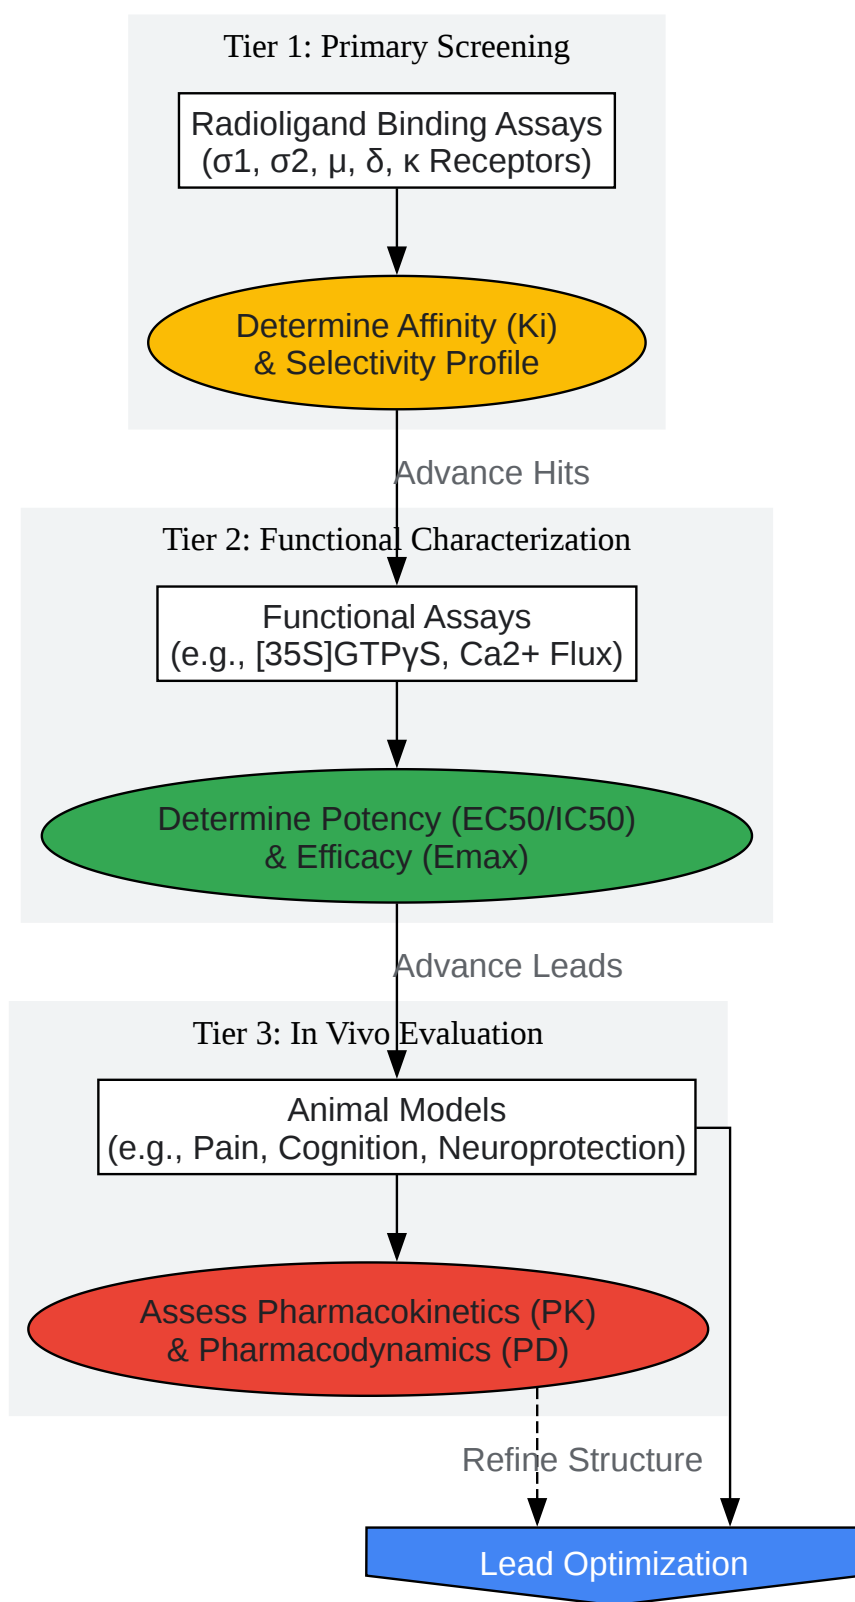 Tier 1: Primary Screening
Radioligand Binding Assays
(σ1, σ2, μ, δ, κ Receptors)
Determine Affinity (Ki)
& Selectivity Profile
Advance Hits
Tier 2: Functional Characterization
Functional Assays
(e.g., [35S]GTPγS, Ca2+ Flux)
Determine Potency (EC50/IC50)
& Efficacy (Emax)
Advance Leads
Tier 3: In Vivo Evaluation
Animal Models
(e.g., Pain, Cognition, Neuroprotection)
Assess Pharmacokinetics (PK)
& Pharmacodynamics (PD)
Refine Structure
Lead Optimization